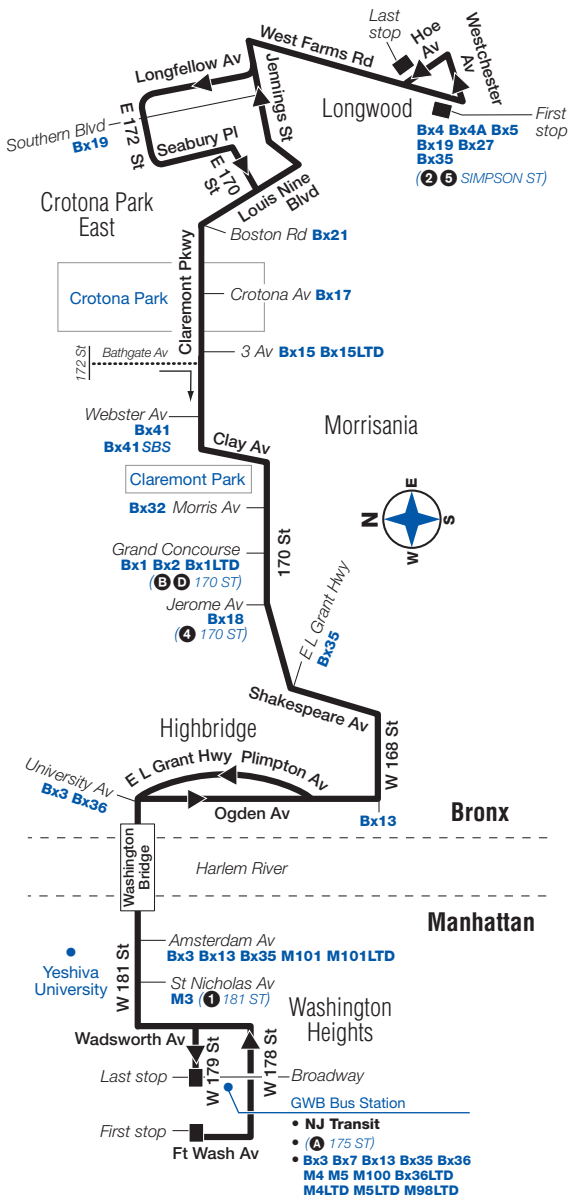 Last
stop
Hoe
Av
Westchester
Av
West Farms Rd
Longfellow Av
Jennings St
Longwood
First
stop
Bx4 Bx4A Bx5
Bx19 Bx27
Bx35
(2 5 SIMPSON ST)
Southern Blvd
Bx19
E 172 St
Seabury Pl
E 170
St
Louis Nine
Blvd
Crotona Park
East
Boston Rd Bx21
Claremont Pkwy
Crotona Park
Crotona Av Bx17
3 Av Bx15 Bx15LTD
172 St
Bathgate Av
Webster Av
Bx41
Bx41 SBS
Clay Av
Morrisania
Claremont Park
Bx32 Morris Av
N
E
S
W
170 St
Grand Concourse
Bx1 Bx2 Bx1LTD
(B D 170 ST)
Jerome Av
Bx18
(4 170 ST)
E L Grant Hwy
Bx35
Shakespeare Av
Highbridge
W 168 St
University Av
Bx3 Bx36
E L Grant Hwy
Plimpton Av
Ogden Av
Bx13
Bronx
Washington
Bridge
Harlem River
Manhattan
W 181 St
Amsterdam Av
Bx3 Bx13 Bx35 M101 M101LTD
Yeshiva
University
St Nicholas Av
M3 (1 181 ST)
Washington
Heights
Wadsworth Av
W 179 St
W 178 St
Last stop
Broadway
GWB Bus Station
• NJ Transit
• (A 175 ST)
• Bx3 Bx7 Bx13 Bx35 Bx36
M4 M5 M100 Bx36LTD
M4LTD M5LTD M98LTD
First stop
Ft Wash Av